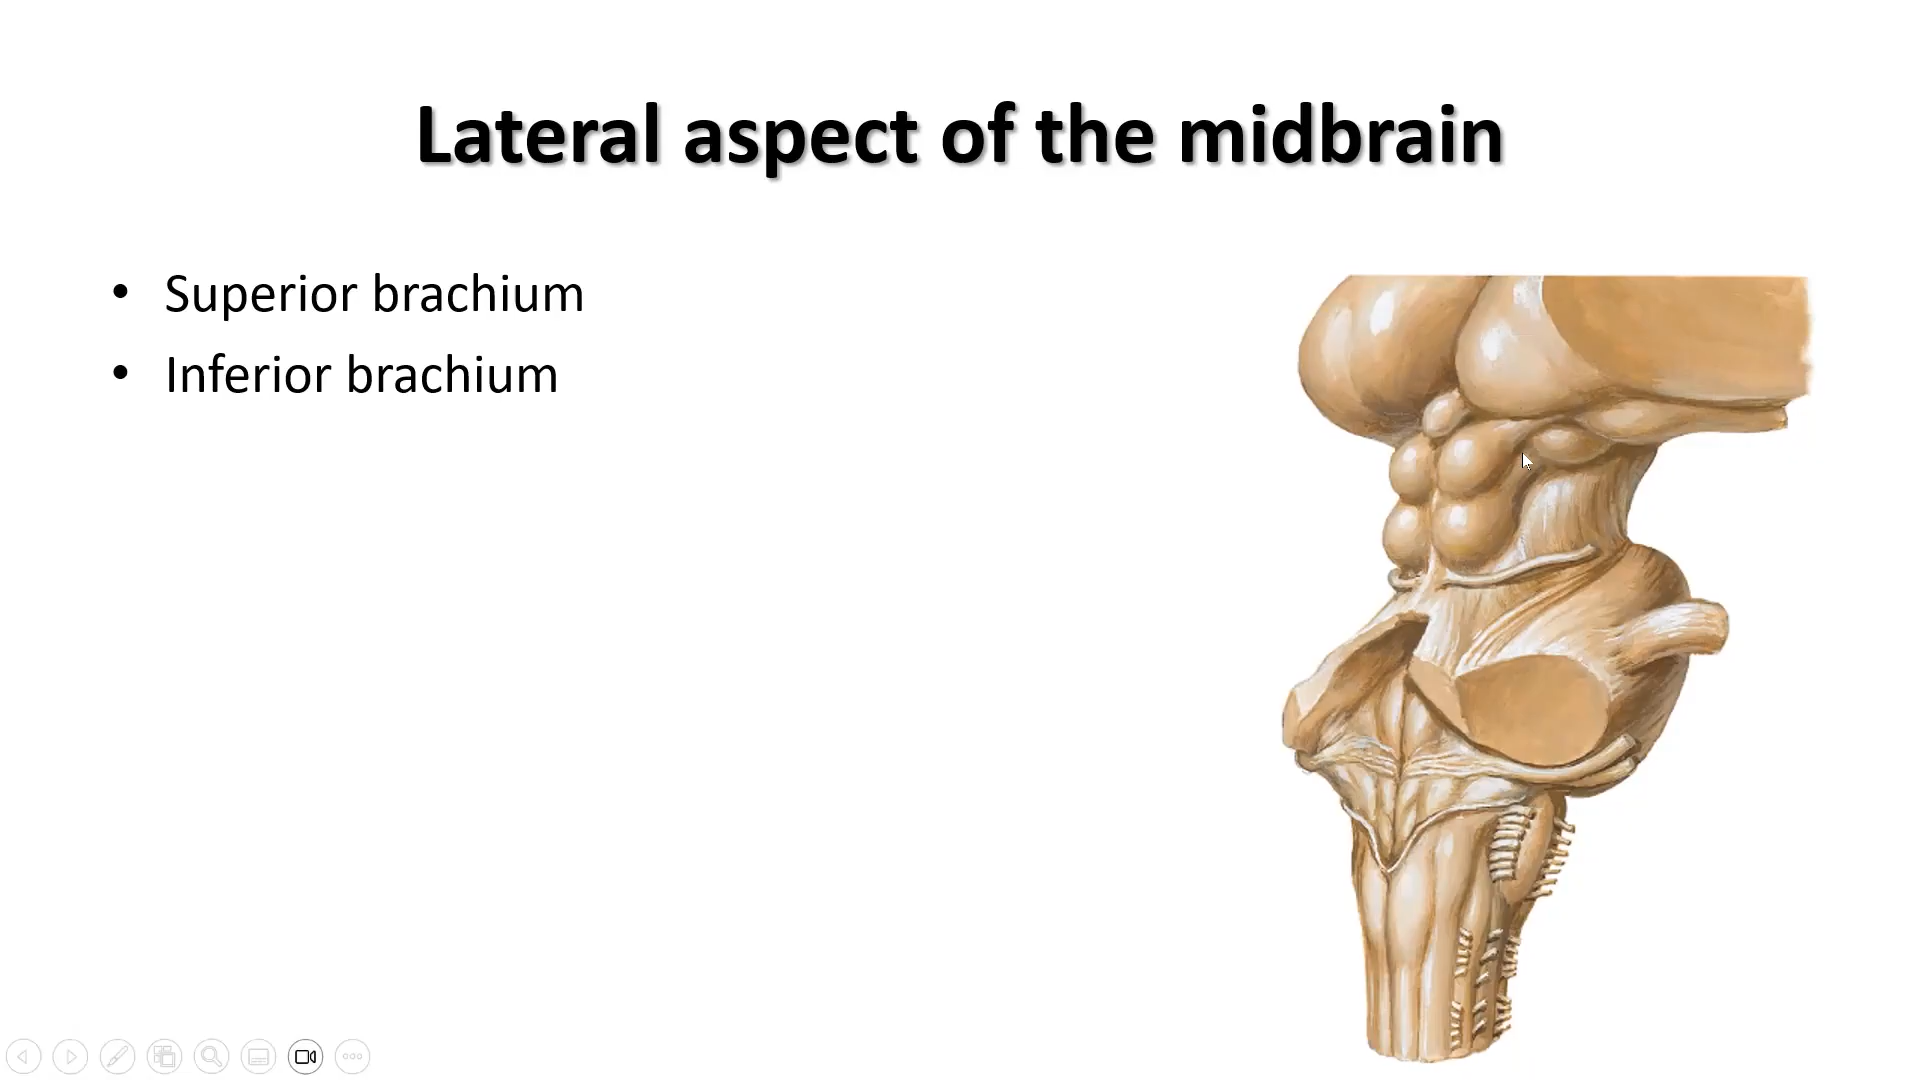 Lateral aspect of the midbrain
• Superior brachium
• Inferior brachium